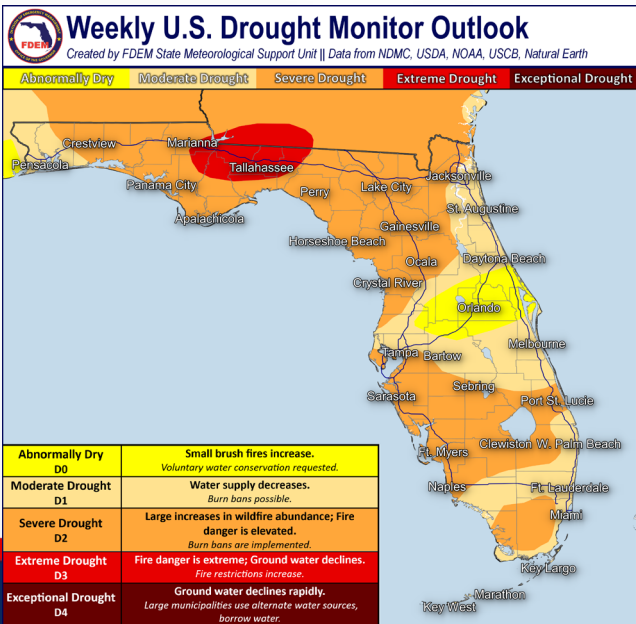 FDEM
Weekly U.S. Drought Monitor Outlook
Created by FDEM State Meteorological Support Unit || Data from NDMC, USDA, NOAA, USCB, Natural Earth
Abnormally Dry Moderate Drought Severe Drought Extreme Drought Exceptional Drought
Crestview
Marianna
Pensacola
Tallahassee
Panama City
Apalachicola
Perry
Lake City
Jacksonville
St. Augustine
Gainesville
Horseshoe Beach
Ocala
Daytona Beach
Crystal River
Orlando
Tampa
Bartow
Melbourne
Sebring
Sarasota
Port St. Lucie
Ft. Myers
Clewiston
W. Palm Beach
Naples
Ft. Lauderdale
Miami
Key Largo
Marathon
Key West
Abnormally Dry
D0
Small brush fires increase.
Voluntary water conservation requested.
Moderate Drought
D1
Water supply decreases.
Burn bans possible.
Severe Drought
D2
Large increases in wildfire abundance; Fire
danger is elevated.
Burn bans are implemented.
Extreme Drought
D3
Fire danger is extreme; Ground water declines.
Fire restrictions increase.
Exceptional Drought
D4
Ground water declines rapidly.
Large municipalities use alternate water sources,
borrow water.